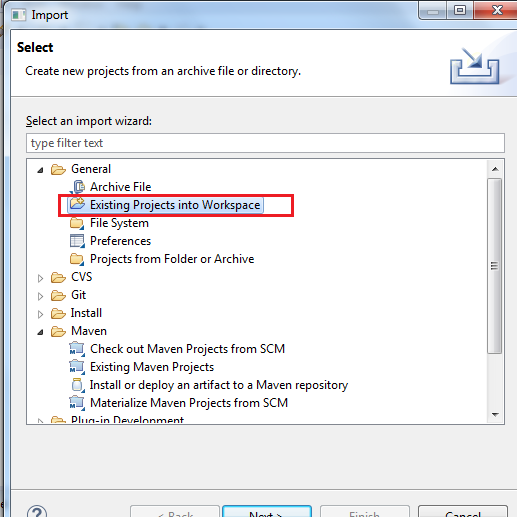 Import
Select
Create new projects from an archive file or directory.
Select an import wizard:
type filter text
General
Archive File
Existing Projects into Workspace
File System
Preferences
Projects from Folder or Archive
CVS
Git
Install
Maven
Check out Maven Projects from SCM
Existing Maven Projects
Install or deploy an artifact to a Maven repository
Materialize Maven Projects from SCM
Plug-in Development
? < Back Next > Finish Cancel